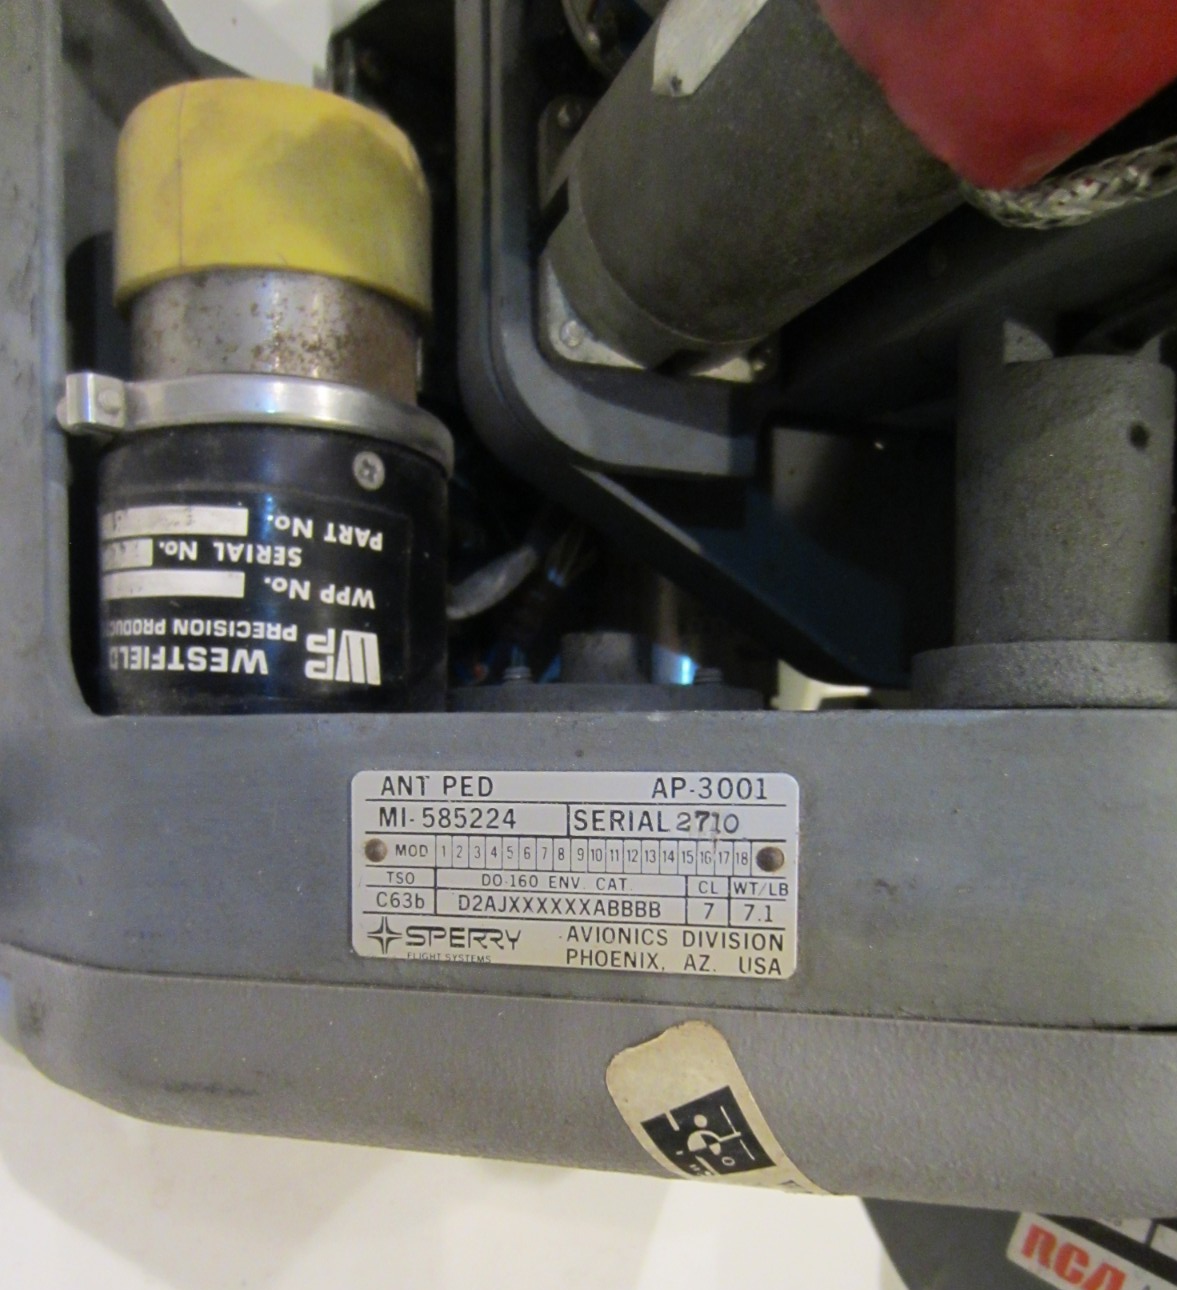 PART No.
SERIAL No.
WPP No.
WP PRECISION PRODUC
WESTFIELD
ANT PED AP-3001
MI-585224 SERIAL 2710
MOD 1 2 3 4 5 6 7 8 9 10 11 12 13 14 15 16 17 18
TSO DO-160 ENV. CAT. CL WT/LB
C63b D2AJXXXXXXABBBB 7 7.1
SPERRY AVIONICS DIVISION
FLIGHT SYSTEMS PHOENIX, AZ. USA
RCA